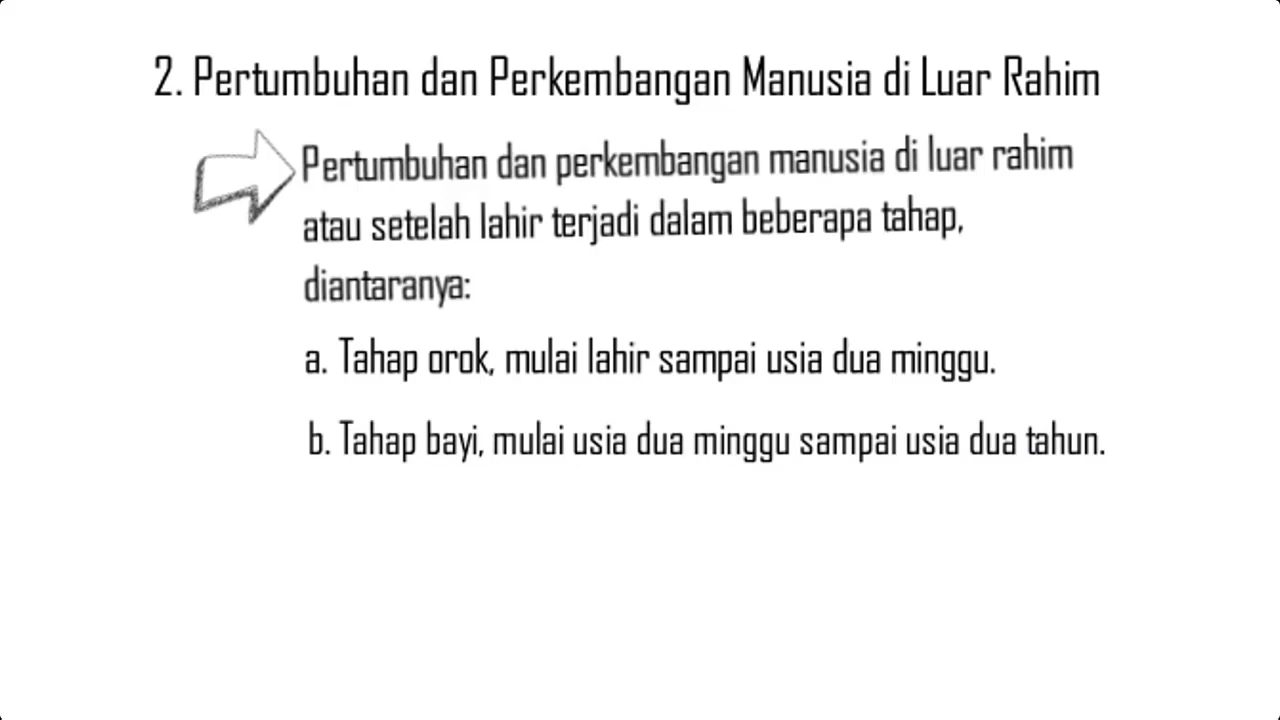 2. Pertumbuhan dan Perkembangan Manusia di Luar Rahim
Pertumbuhan dan perkembangan manusia di luar rahim
atau setelah lahir terjadi dalam beberapa tahap,
diantaranya:
a. Tahap orok, mulai lahir sampai usia dua minggu.
b. Tahap bayi, mulai usia dua minggu sampai usia dua tahun.